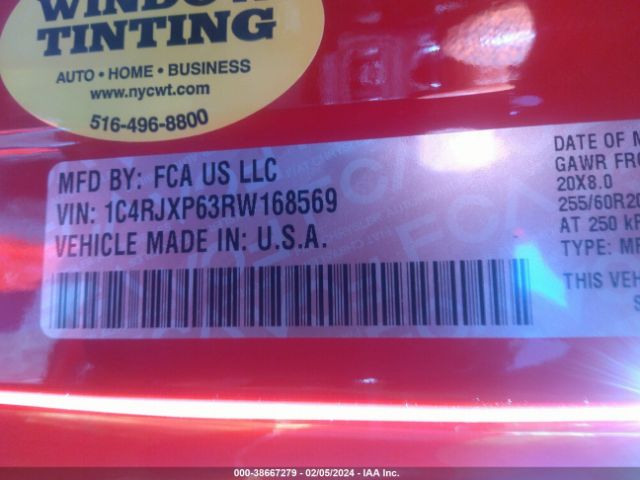 WINDOW
TINTING
AUTO • HOME • BUSINESS
www.nycwt.com
516-496-8800
MFD BY: FCA US LLC
VIN: 1C4RJXP63RW168569
VEHICLE MADE IN: U.S.A.
DATE OF M
GAWR FRO
20X8.0
255/60R20
AT 250 kP
TYPE: MP
THIS VEH
S
000-38667279 - 02/05/2024 - IAA Inc.